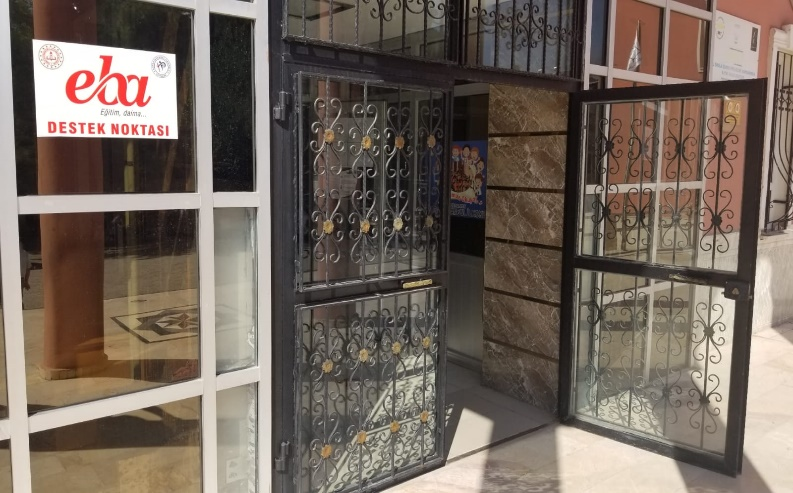 eba
Eğitim, daima...
DESTEK NOKTASI